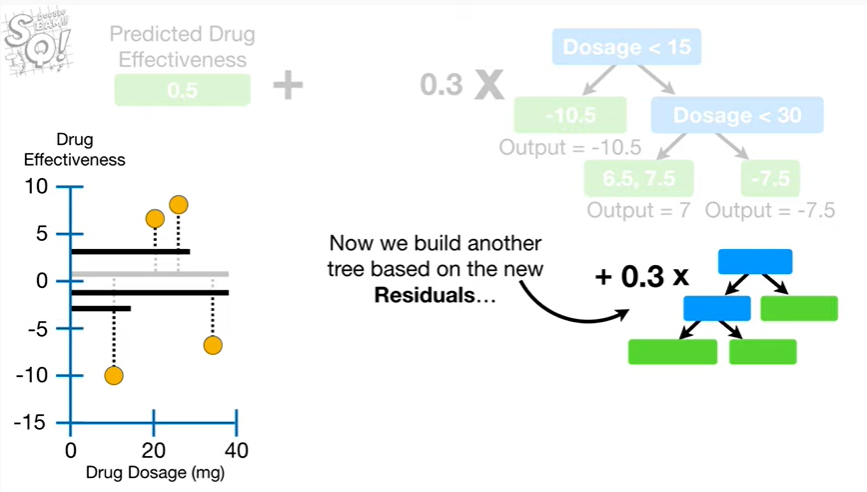 SQ!
Predicted Drug
Effectiveness
0.5
+
0.3 X
Dosage < 15
-10.5
Dosage < 30
Output = -10.5
6.5, 7.5
-7.5
Output = 7
Output = -7.5
Drug
Effectiveness
10
5
0
-5
-10
-15
0
20
40
Drug Dosage (mg)
Now we build another
tree based on the new
Residuals…
+ 0.3 x